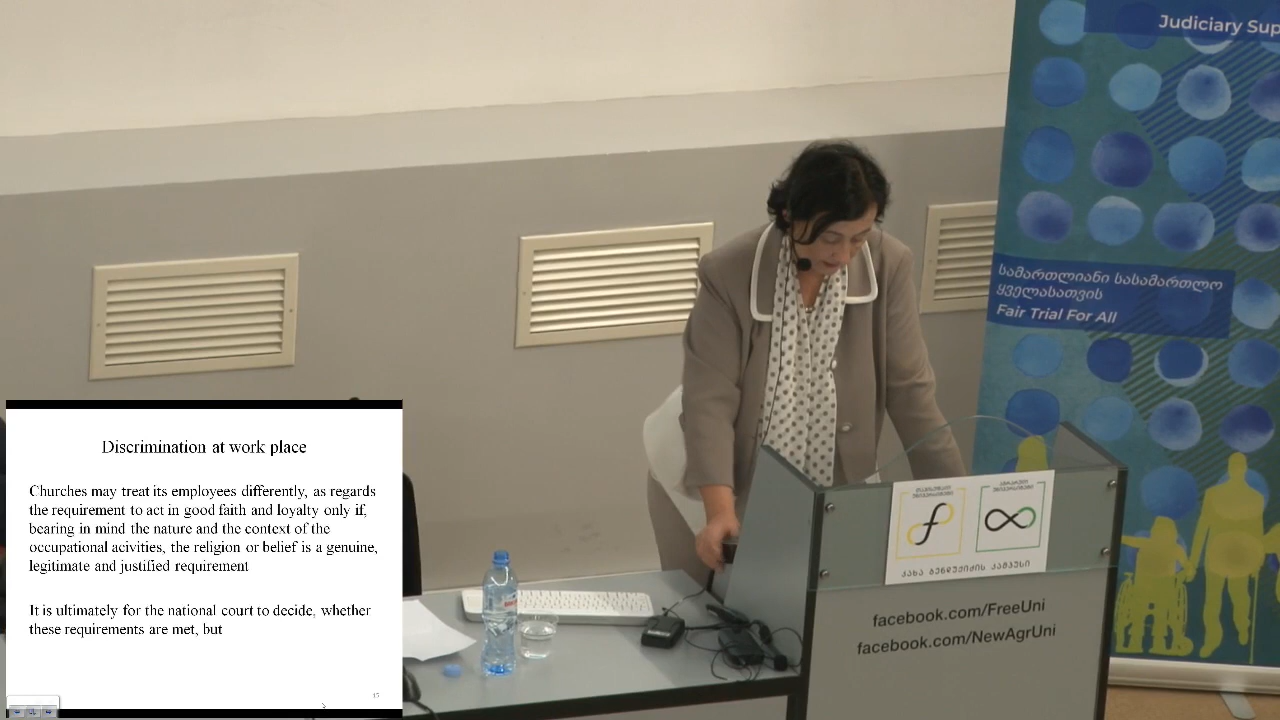 Judiciary Sup
სამართლიანი სასამართლო
ყველასათვის
Fair Trial For All
Discrimination at work place
Churches may treat its employees differently, as regards
the requirement to act in good faith and loyalty only if,
bearing in mind the nature and the context of the
occupational acivities, the religion or belief is a genuine,
legitimate and justified requirement
It is ultimately for the national court to decide, whether
these requirements are met, but
კახა ბენდუქიძის კამპუსი
facebook.com/FreeUni
facebook.com/NewAgrUni